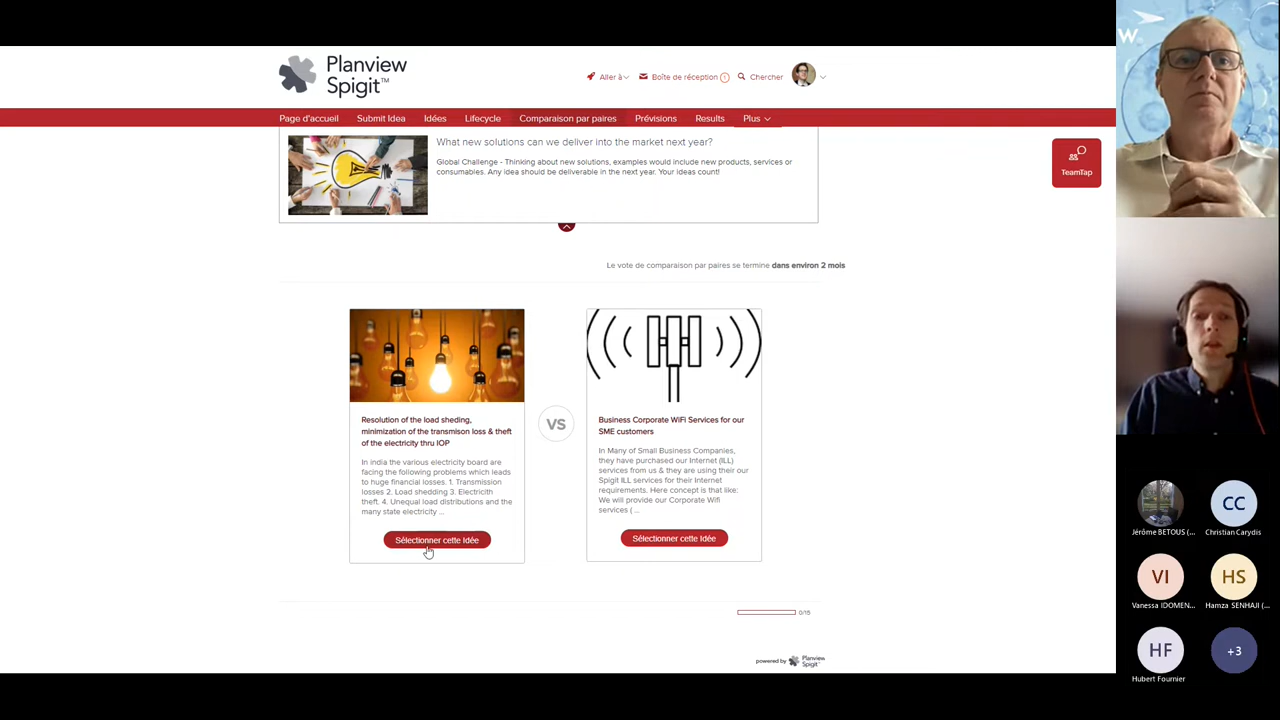 Planview
Spigit™
Aller à
Boîte de réception 1
Chercher
Page d'accueil Submit Idea Idées Lifecycle Comparaison par paires Prévisions Results Plus
What new solutions can we deliver into the market next year?
Global Challenge - Thinking about new solutions, examples would include new products, services or
consumables. Any idea should be deliverable in the next year. Your ideas count!
TeamTap
Le vote de comparaison par paires se termine dans environ 2 mois
Resolution of the load sheding,
minimization of the transmison loss & theft
of the electricity thru IOP
In india the various electricity board are
facing the following problems which leads
to huge financial losses. 1. Transmission
losses 2. Load shedding 3. Electricith
theft. 4. Unequal load distributions and the
many state electricity ...
Sélectionner cette Idée
VS
Business Corporate WiFi Services for our
SME customers
In Many of Small Business Companies,
they have purchased our Internet (ILL)
services from us & they are using their our
Spigit ILL services for their Internet
requirements. Here concept is that like:
We will provide our Corporate Wifi
services ( ...
Sélectionner cette Idée
0/15
powered by Planview
Spigit
W
CC
Jérôme BETOUS (...
Christian Carydis
VI
HS
Vanessa IDOMEN...
Hamza SENHAJI (...
HF
+3
Hubert Fournier